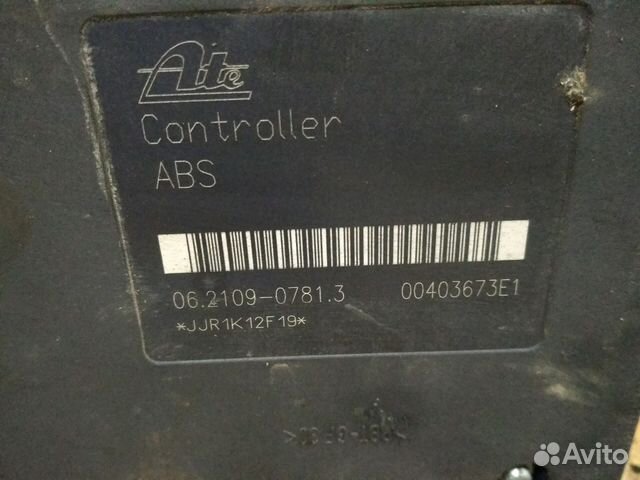 Ate
Controller
ABS
06.2109-0781.3 00403673E1
*JJR1K12F19*
Avito